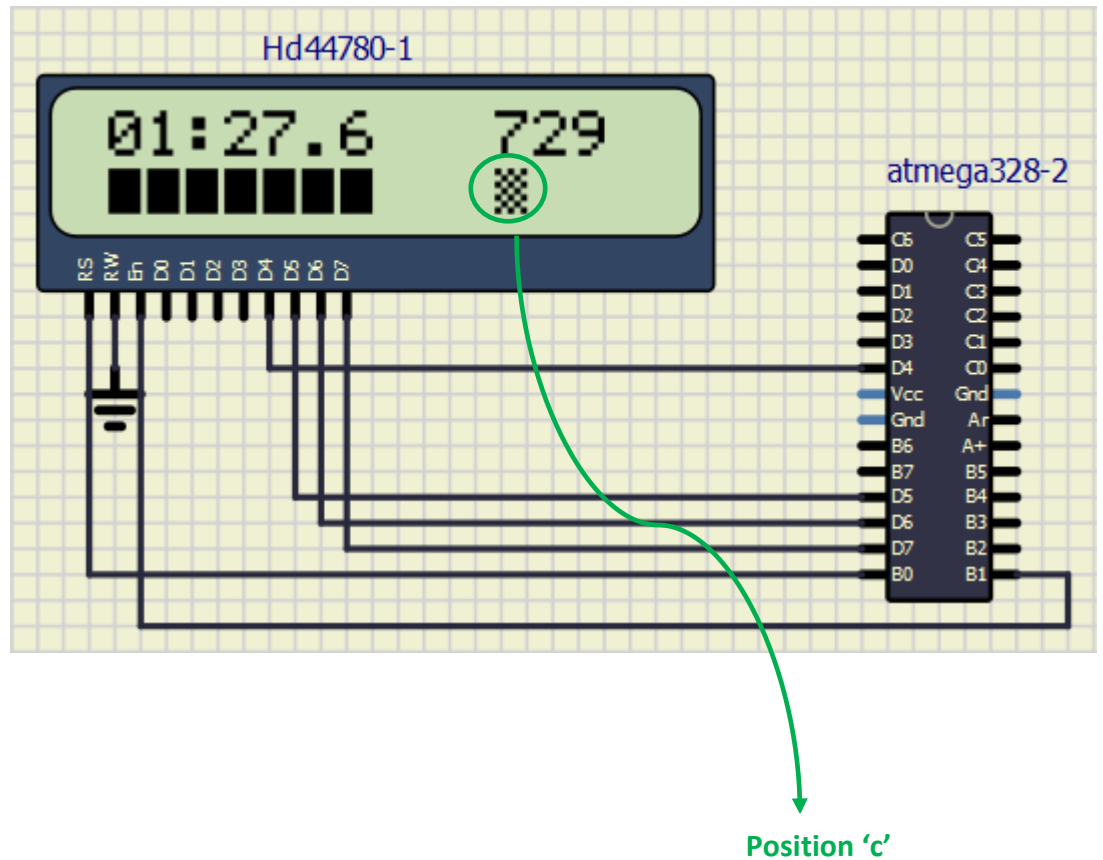 Hd44780-1
01:27.6 729
RS RW En D0 D1 D2 D3 D4 D5 D6 D7
atmega328-2
C6 C5
D0 C4
D1 C3
D2 C2
D3 C1
D4 C0
Vcc Gnd
Gnd Ar
B6 A+
B7 B5
D5 B4
D6 B3
D7 B2
B0 B1
Position ‘c’